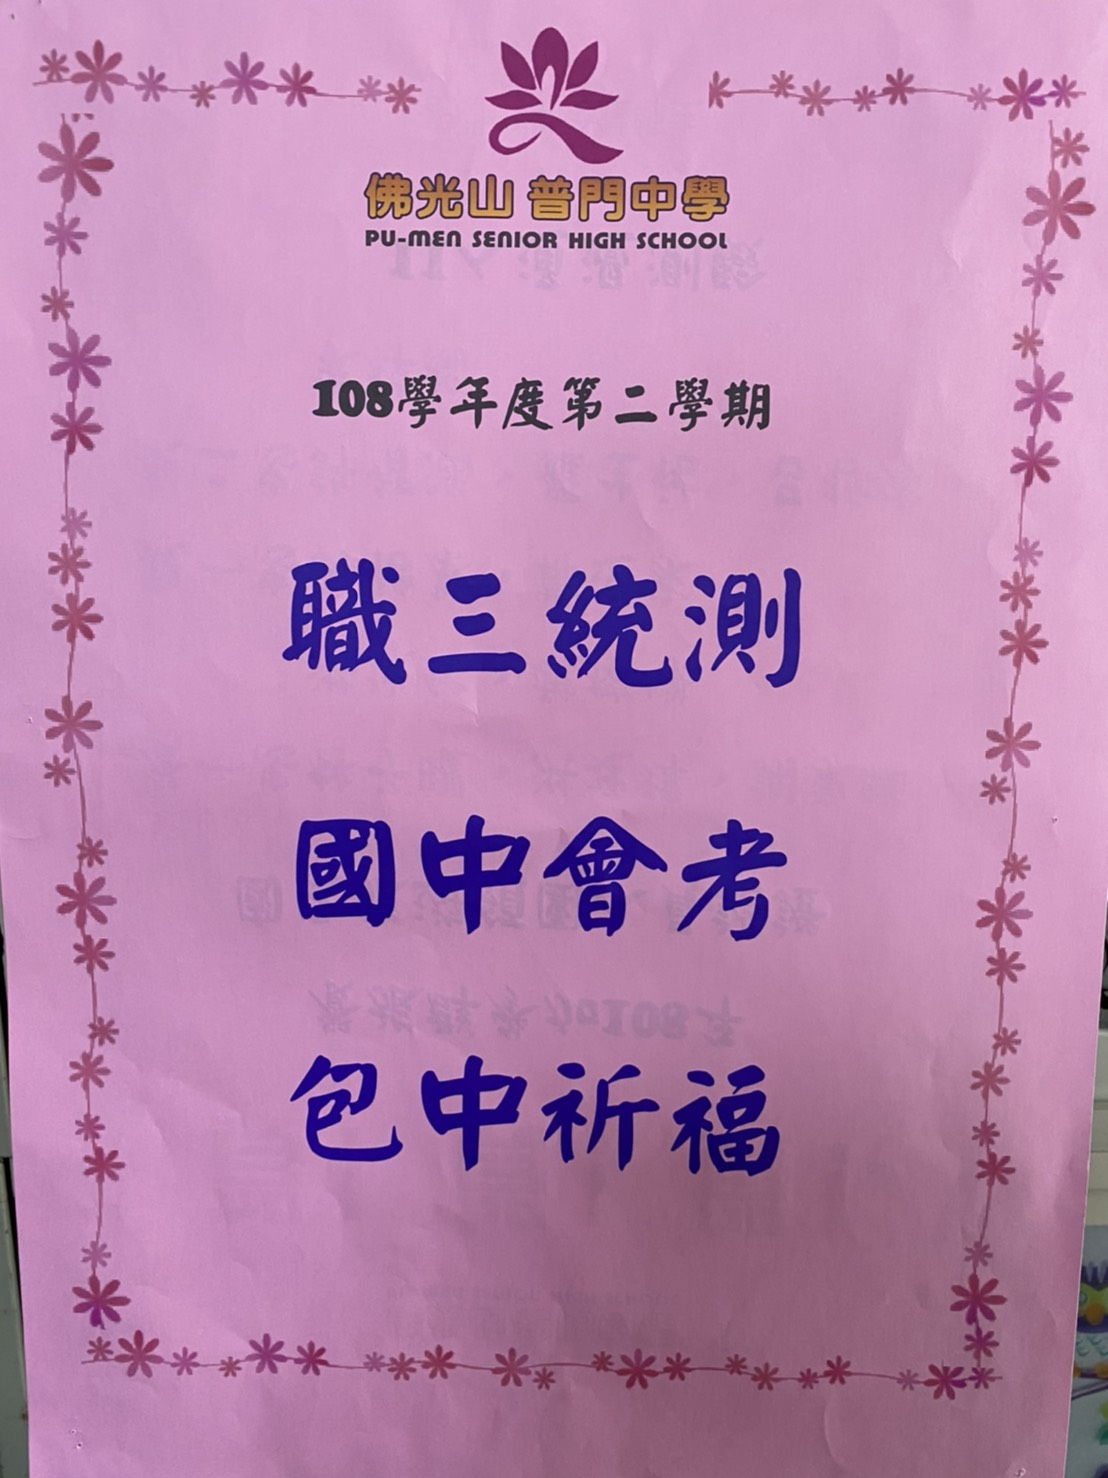 佛光山 普門中學
PU-MEN SENIOR HIGH SCHOOL
108學年度第二學期
職三統測
國中會考
包中祈福